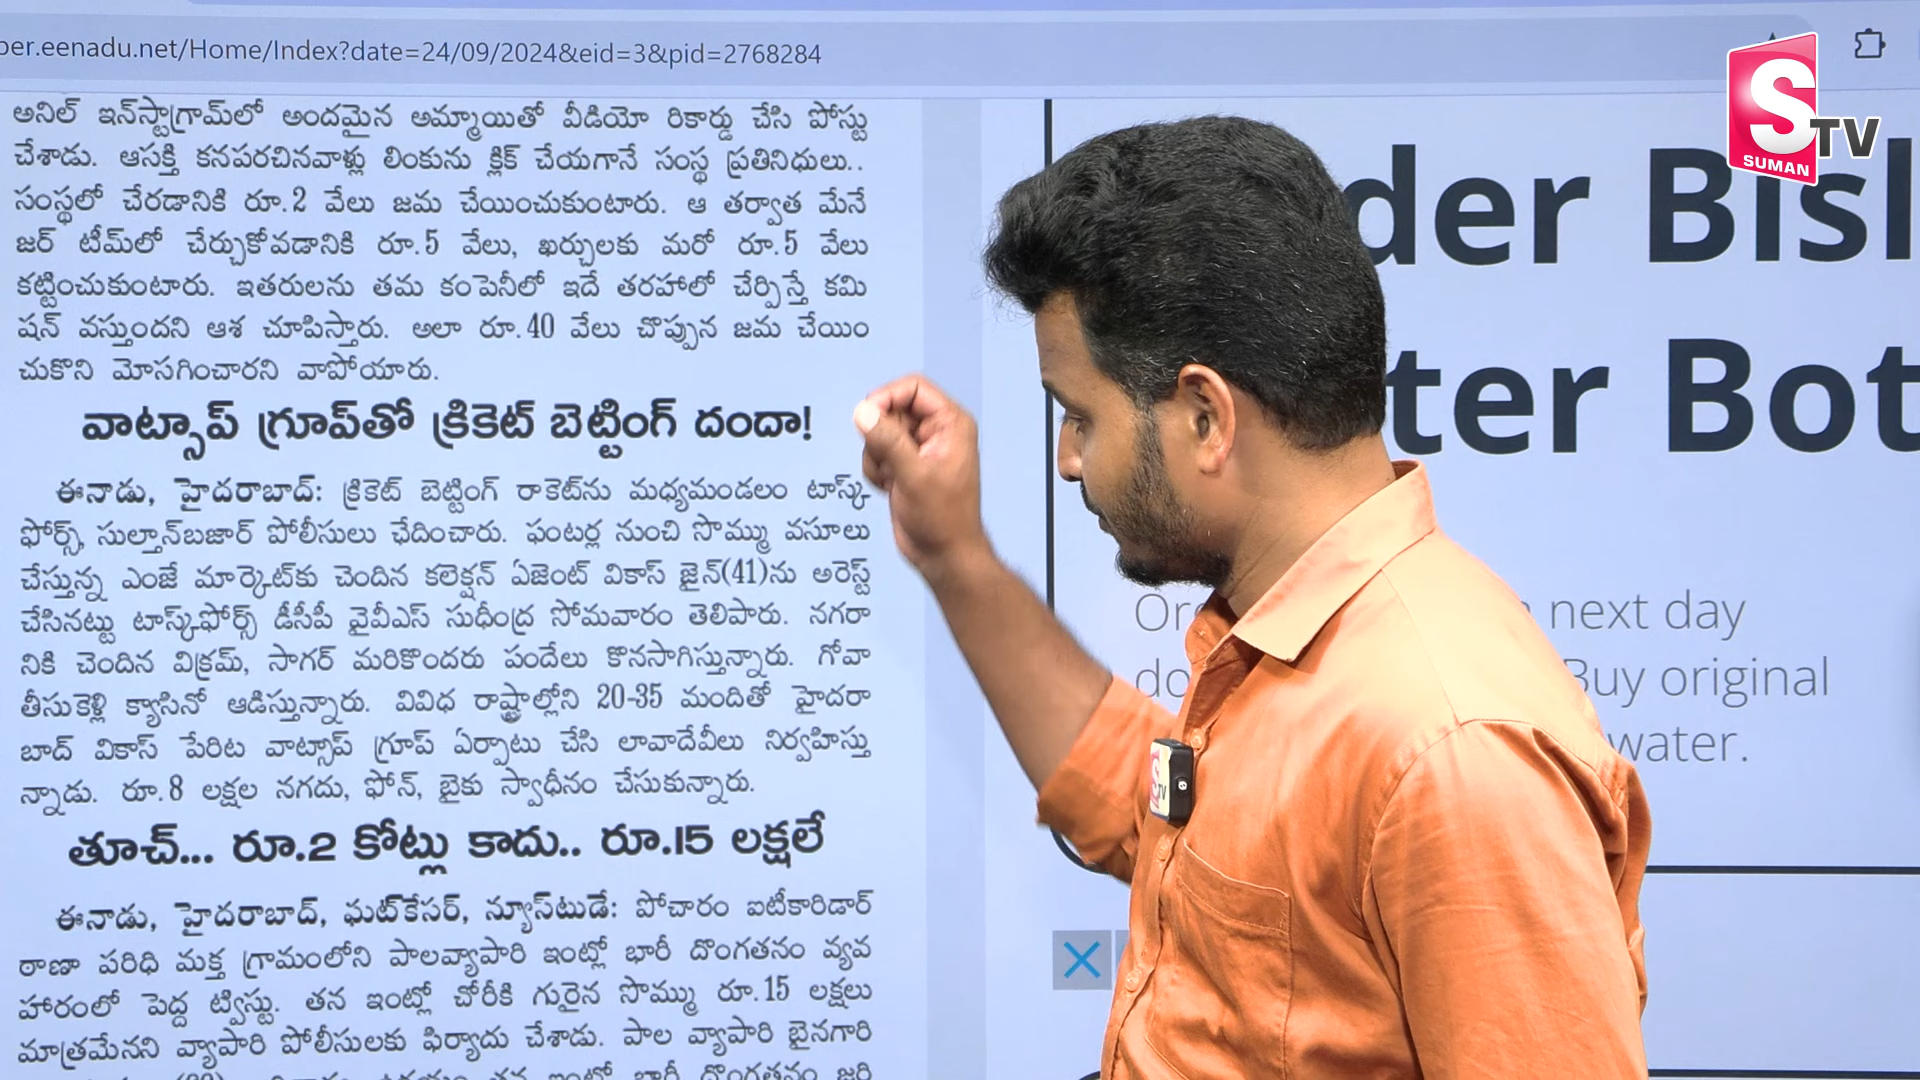 per.eenadu.net/Home/Index?date=24/09/2024&eid=3&pid=2768284
S
SUMAN
TV
అనిల్ ఇన్‌స్టాగ్రామ్‌లో అందమైన అమ్మాయితో వీడియో రికార్డు చేసి పోస్టు
చేశాడు. ఆసక్తి కనపరచినవాళ్లు లింకును క్లిక్ చేయగానే సంస్థ ప్రతినిధులు..
సంస్థలో చేరడానికి రూ.2 వేలు జమ చేయించుకుంటారు. ఆ తర్వాత మేనే
జర్ టీమ్‌లో చేర్చుకోవడానికి రూ.5 వేలు, ఖర్చులకు మరో రూ.5 వేలు
కట్టించుకుంటారు. ఇతరులను తమ కంపెనీలో ఇదే తరహాలో చేర్పిస్తే కమి
షన్ వస్తుందని ఆశ చూపిస్తారు. అలా రూ.40 వేలు చొప్పున జమ చేయిం
చుకొని మోసగించారని వాపోయారు.
వాట్సాప్ గ్రూప్‌తో క్రికెట్ బెట్టింగ్ దందా!
ఈనాడు, హైదరాబాద్: క్రికెట్ బెట్టింగ్ రాకెట్‌ను మధ్యమండలం టాస్క్
ఫోర్స్, సుల్తాన్‌బజార్ పోలీసులు ఛేదించారు. ఫంటర్ల నుంచి సొమ్ము వసూలు
చేస్తున్న ఎంజే మార్కెట్‌కు చెందిన కలెక్షన్ ఏజెంట్ వికాస్ జైన్(41)ను అరెస్ట్
చేసినట్టు టాస్క్‌ఫోర్స్ డీసీపీ వైవీఎస్ సుధీంద్ర సోమవారం తెలిపారు. నగరా
నికి చెందిన విక్రమ్, సాగర్ మరికొందరు పందేలు కొనసాగిస్తున్నారు. గోవా
తీసుకెళ్లి క్యాసినో ఆడిస్తున్నారు. వివిధ రాష్ట్రాల్లోని 20-35 మందితో హైదరా
బాద్ వికాస్ పేరిట వాట్సాప్ గ్రూప్ ఏర్పాటు చేసి లావాదేవీలు నిర్వహిస్తు
న్నాడు. రూ.8 లక్షల నగదు, ఫోన్, బైకు స్వాధీనం చేసుకున్నారు.
తూచ్... రూ.2 కోట్లు కాదు.. రూ.15 లక్షలే
ఈనాడు, హైదరాబాద్, ఘట్‌కేసర్, న్యూస్‌టుడే: పోచారం ఐటీకారిడార్
ఠాణా పరిధి మక్త గ్రామంలోని పాలవ్యాపారి ఇంట్లో భారీ దొంగతనం వ్యవ
హారంలో పెద్ద ట్విస్టు. తన ఇంట్లో చోరీకి గురైన సొమ్ము రూ.15 లక్షలు
మాత్రమేనని వ్యాపారి పోలీసులకు ఫిర్యాదు చేశాడు. పాల వ్యాపారి బైనగారి
der Bisl
ter Bot
Or next day
do Buy original
water.